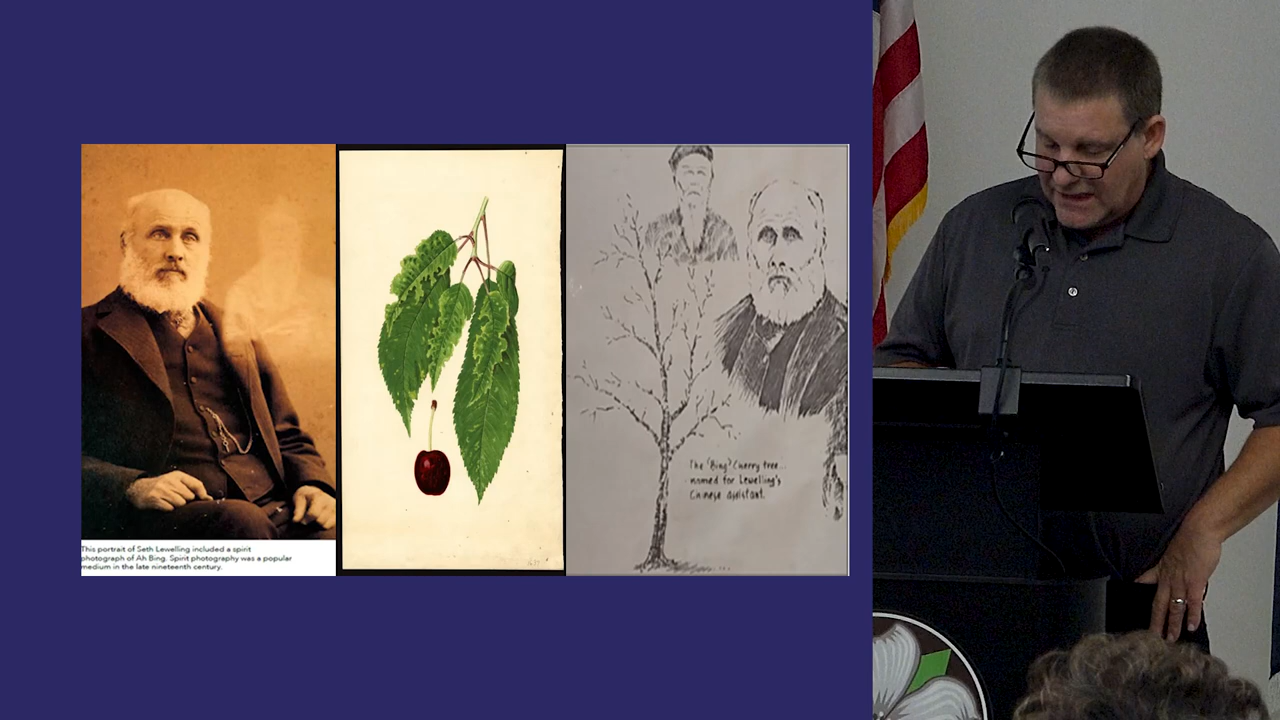 This portrait of Seth Lewelling included a spirit
photograph of Ah Bing. Spirit photography was a popular
medium in the late nineteenth century.
The 'Bing' Cherry tree...
named for Lewelling's
Chinese assistant.